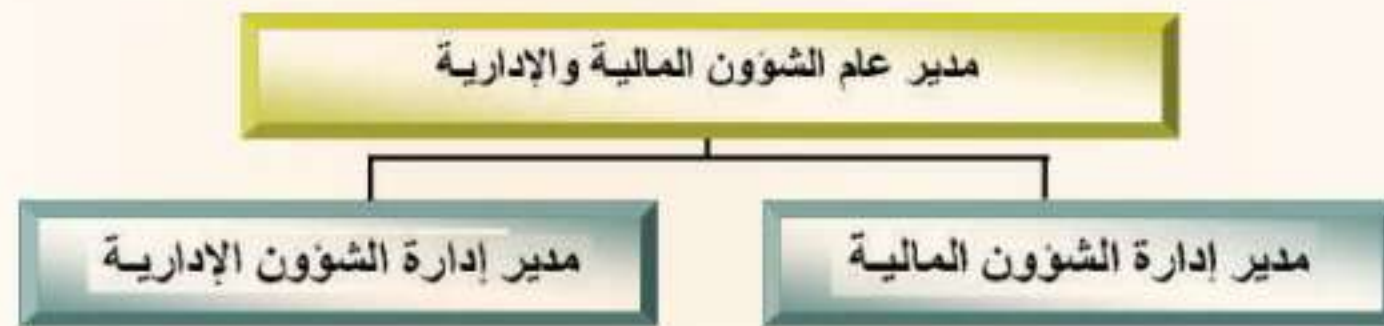 مدير عام الشؤون المالية والإدارية
مدير إدارة الشؤون المالية
مدير إدارة الشؤون الإدارية